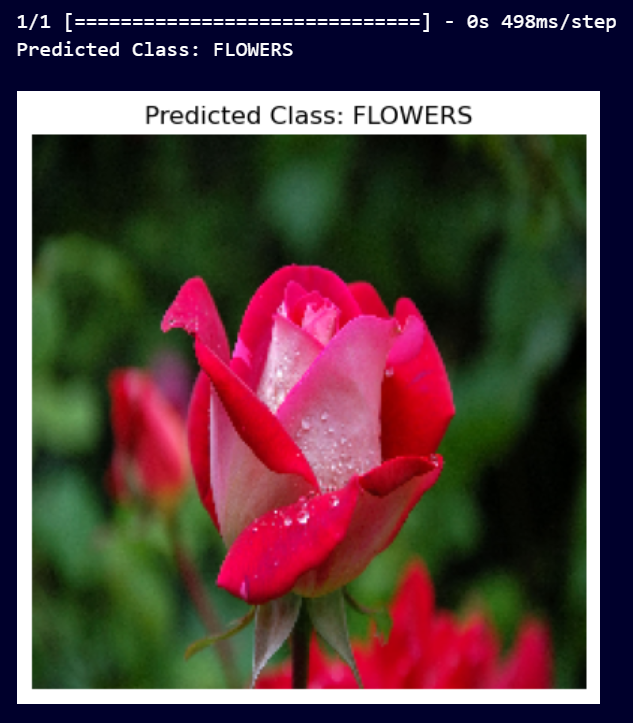 1/1 [==============================] - 0s 498ms/step
Predicted Class: FLOWERS
Predicted Class: FLOWERS